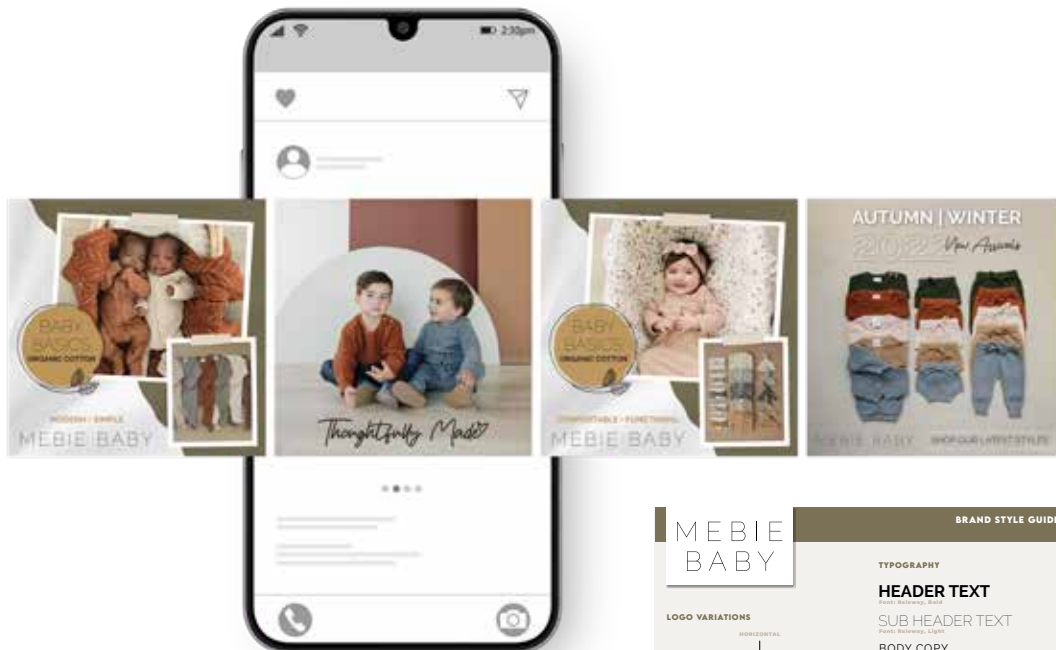 2:30pm
BABY
BASICS
ORGANIC COTTON
MODERN • SIMPLE
MEBIE BABY
Thoughtfully Made
BABY
BASICS
ORGANIC COTTON
COMFORTABLE • FUNCTIONAL
MEBIE BABY
AUTUMN | WINTER
2023 New Arrivals
MEBIE BABY SHOP OUR LATEST STYLES
MEBIE
BABY
BRAND STYLE GUIDE
LOGO VARIATIONS
HORIZONTAL
TYPOGRAPHY
HEADER TEXT
Font: Raleway, Bold
SUB HEADER TEXT
Font: Raleway, Light
BODY COPY